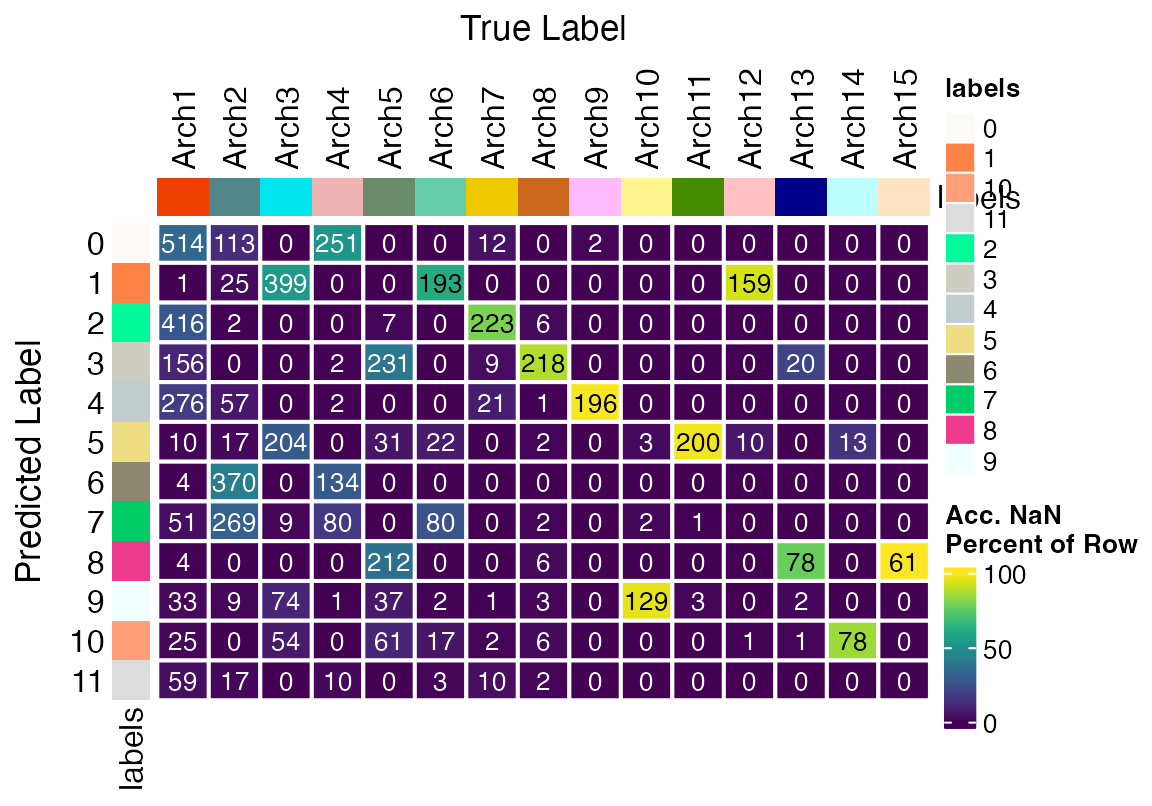 True Label
Arch1 Arch2 Arch3 Arch4 Arch5 Arch6 Arch7 Arch8 Arch9 Arch10 Arch11 Arch12 Arch13 Arch14 Arch15
labels
Predicted Label
0 514 113 0 251 0 0 12 0 2 0 0 0 0 0 0
1 1 25 399 0 0 193 0 0 0 0 0 159 0 0 0
2 416 2 0 0 7 0 223 6 0 0 0 0 0 0 0
3 156 0 0 2 231 0 9 218 0 0 0 0 20 0 0
4 276 57 0 2 0 0 21 1 196 0 0 0 0 0 0
5 10 17 204 0 31 22 0 2 0 3 200 10 0 13 0
6 4 370 0 134 0 0 0 0 0 0 0 0 0 0 0
7 51 269 9 80 0 80 0 2 0 2 1 0 0 0 0
8 4 0 0 0 212 0 0 6 0 0 0 0 78 0 61
9 33 9 74 1 37 2 1 3 0 129 3 0 2 0 0
10 25 0 54 0 61 17 2 6 0 0 0 1 1 78 0
11 59 17 0 10 0 3 10 2 0 0 0 0 0 0 0
labels
labels
0
1
10
11
2
3
4
5
6
7
8
9
Acc. NaN
Percent of Row
100
50
0